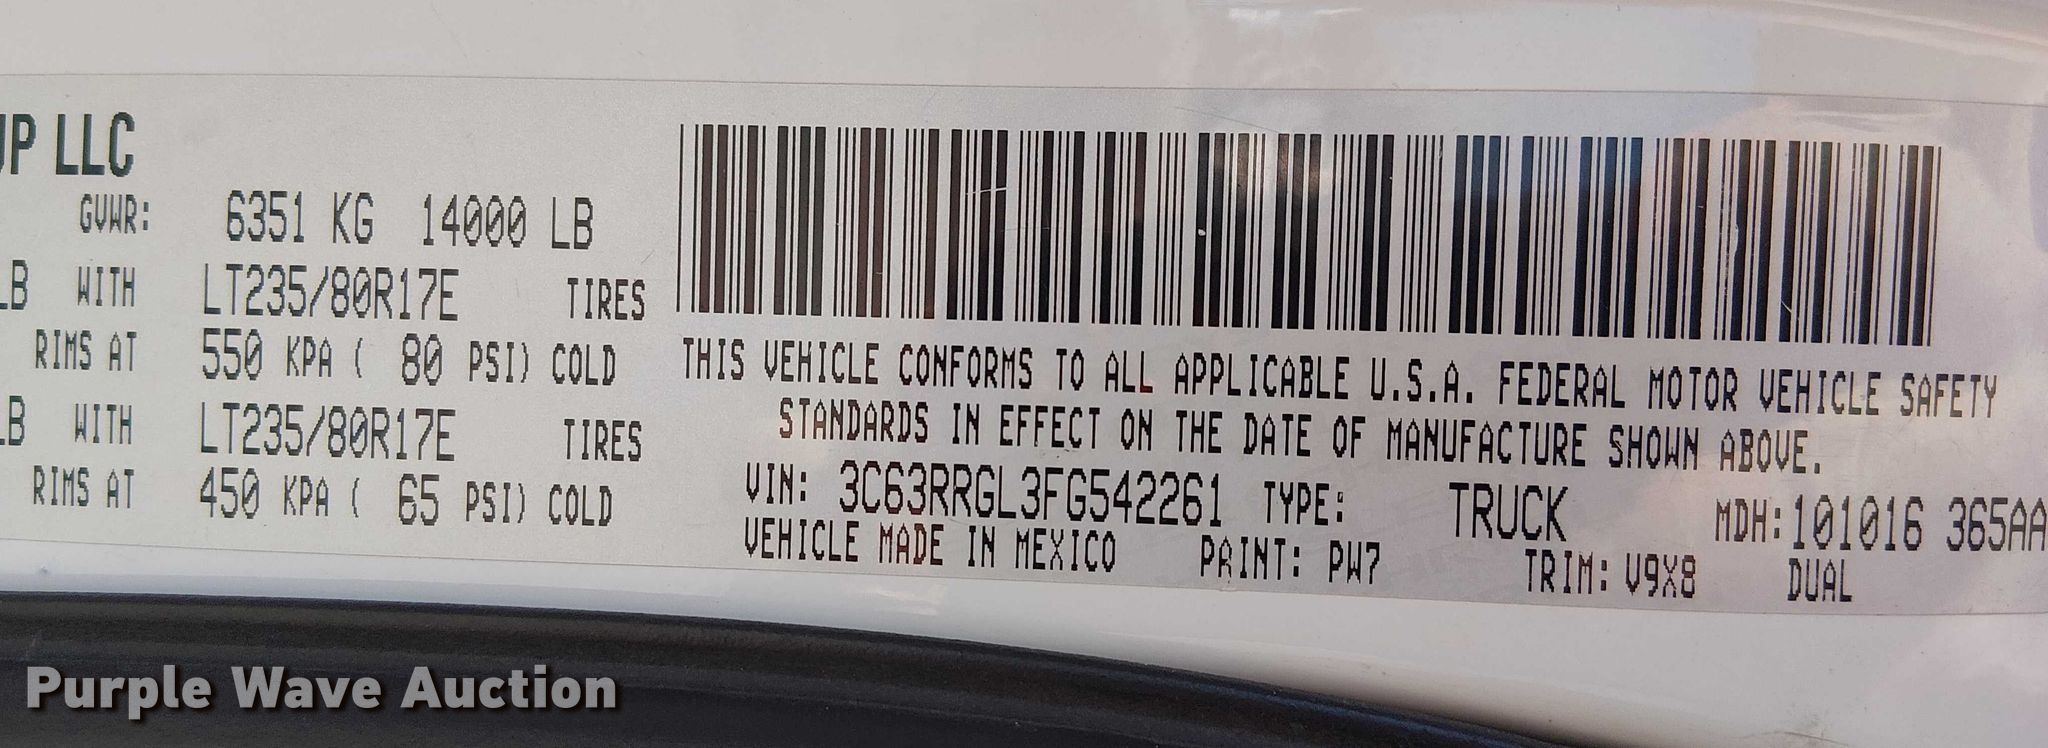 UP LLC
GVWR: 6351 KG 14000 LB
LB WITH LT235/80R17E TIRES
RIMS AT 550 KPA ( 80 PSI) COLD
LB WITH LT235/80R17E TIRES
RIMS AT 450 KPA ( 65 PSI) COLD
THIS VEHICLE CONFORMS TO ALL APPLICABLE U.S.A. FEDERAL MOTOR VEHICLE SAFETY
STANDARDS IN EFFECT ON THE DATE OF MANUFACTURE SHOWN ABOVE.
VIN: 3C63RRGL3FG542261 TYPE: TRUCK MDH:101016 365AA
VEHICLE MADE IN MEXICO PAINT: PW7 TRIM: V9X8 DUAL
Purple Wave Auction